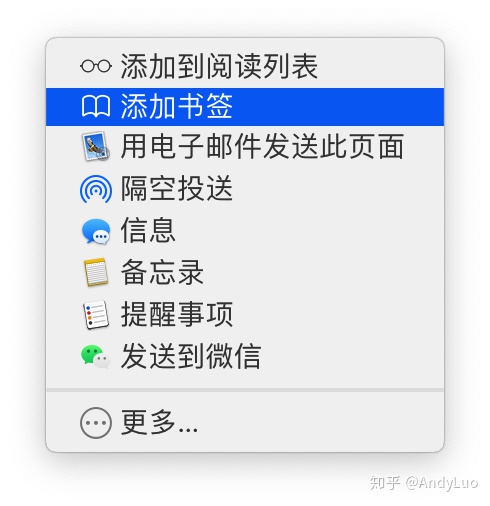 添加到阅读列表
添加书签
用电子邮件发送此页面
隔空投送
信息
备忘录
提醒事项
发送到微信
更多...
知乎 @AndyLuo